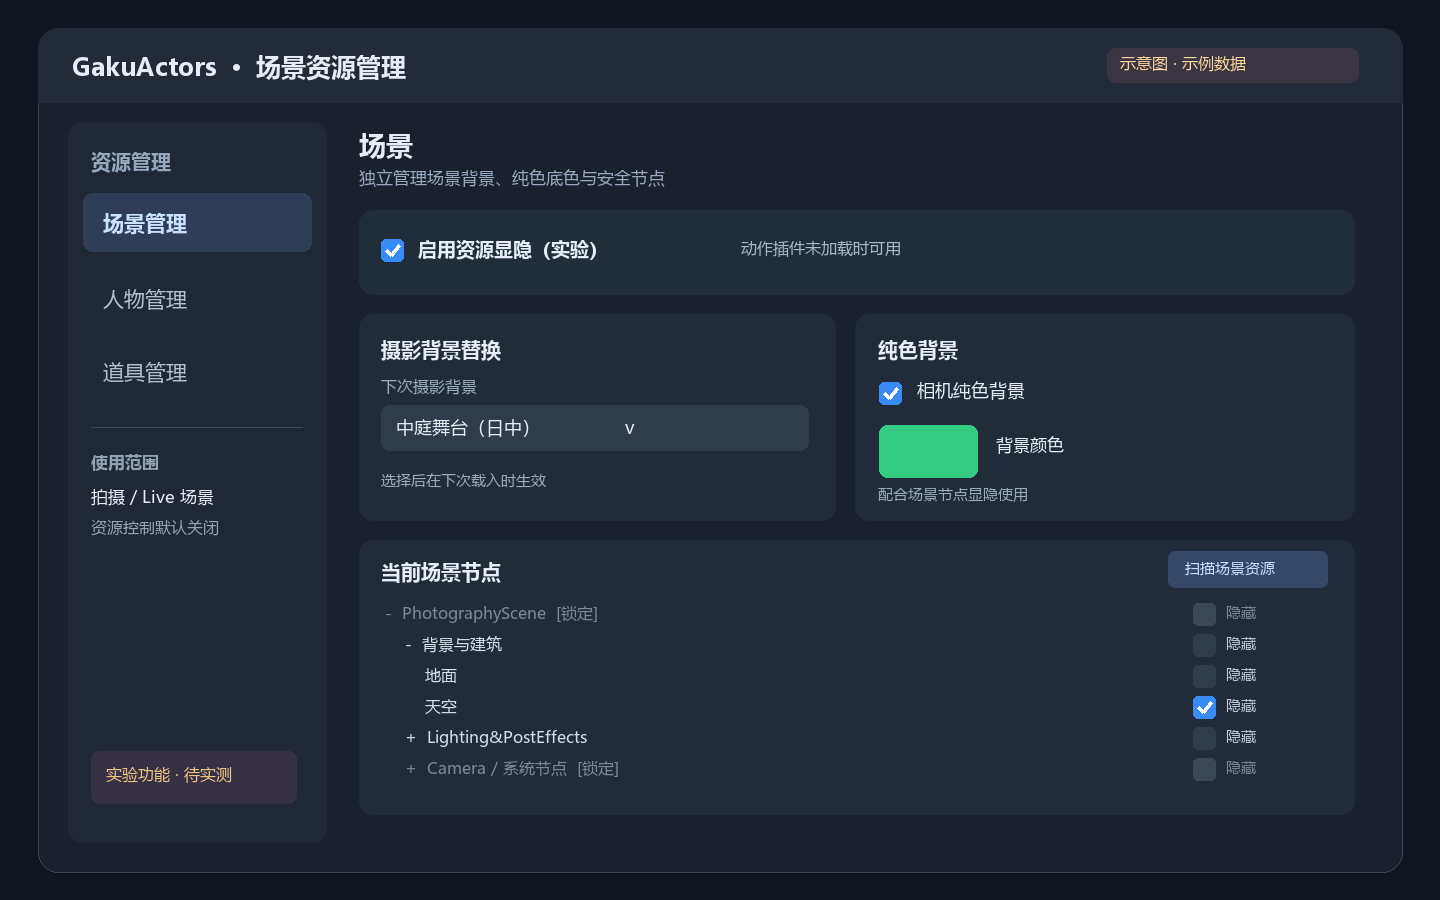 GakuActors • 场景资源管理
示意图 · 示例数据
资源管理
场景管理
人物管理
道具管理
使用范围
拍摄 / Live 场景
资源控制默认关闭
实验功能 · 待实测
场景
独立管理场景背景、纯色底色与安全节点
启用资源显隐（实验）
动作插件未加载时可用
摄影背景替换
下次摄影背景
中庭舞台（日中） v
选择后在下次载入时生效
纯色背景
相机纯色背景
背景颜色
配合场景节点显隐使用
当前场景节点
扫描场景资源
- PhotographyScene [锁定] 隐藏
- 背景与建筑 隐藏
地面 隐藏
天空 隐藏
+ Lighting&PostEffects 隐藏
+ Camera / 系统节点 [锁定] 隐藏